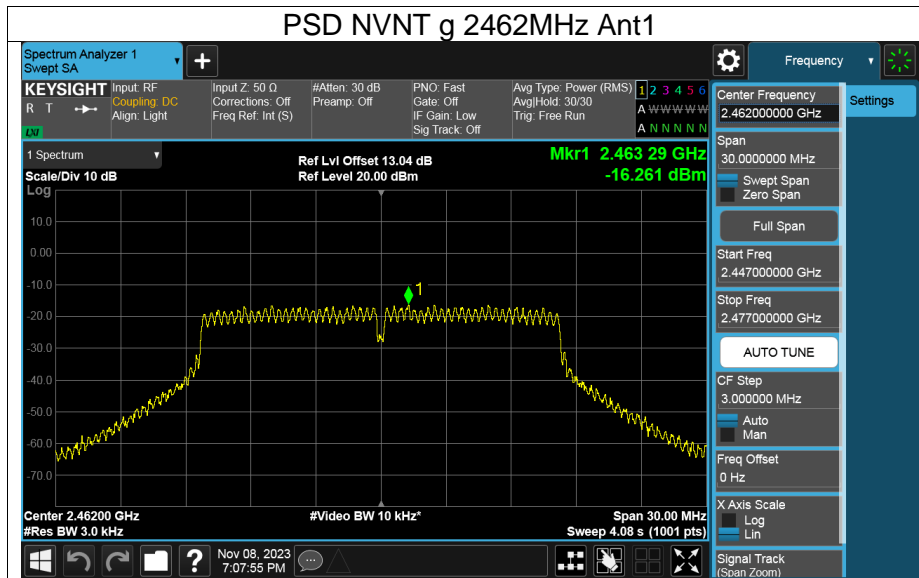 PSD NVNT g 2462MHz Ant1
Spectrum Analyzer 1
Swept SA
+
Frequency
KEYSIGHT
R T
LXI
Input: RF
Coupling: DC
Align: Light
Input Z: 50 Ω
Corrections: Off
Freq Ref: Int (S)
#Atten: 30 dB
Preamp: Off
PNO: Fast
Gate: Off
IF Gain: Low
Sig Track: Off
Avg Type: Power (RMS)
Avg|Hold: 30/30
Trig: Free Run
1 2 3 4 5 6
A W W W W W
A N N N N N
1 Spectrum
Scale/Div 10 dB
Log
Ref Lvl Offset 13.04 dB
Ref Level 20.00 dBm
Mkr1 2.463 29 GHz
-16.261 dBm
10.0
0.00
-10.0
-20.0
-30.0
-40.0
-50.0
-60.0
-70.0
1
Center 2.46200 GHz
#Res BW 3.0 kHz
#Video BW 10 kHz*
Span 30.00 MHz
Sweep 4.08 s (1001 pts)
Nov 08, 2023
7:07:55 PM
?
Center Frequency
2.462000000 GHz
Settings
Span
30.0000000 MHz
Swept Span
Zero Span
Full Span
Start Freq
2.447000000 GHz
Stop Freq
2.477000000 GHz
AUTO TUNE
CF Step
3.000000 MHz
Auto
Man
Freq Offset
0 Hz
X Axis Scale
Log
Lin
Signal Track
(Span Zoom)